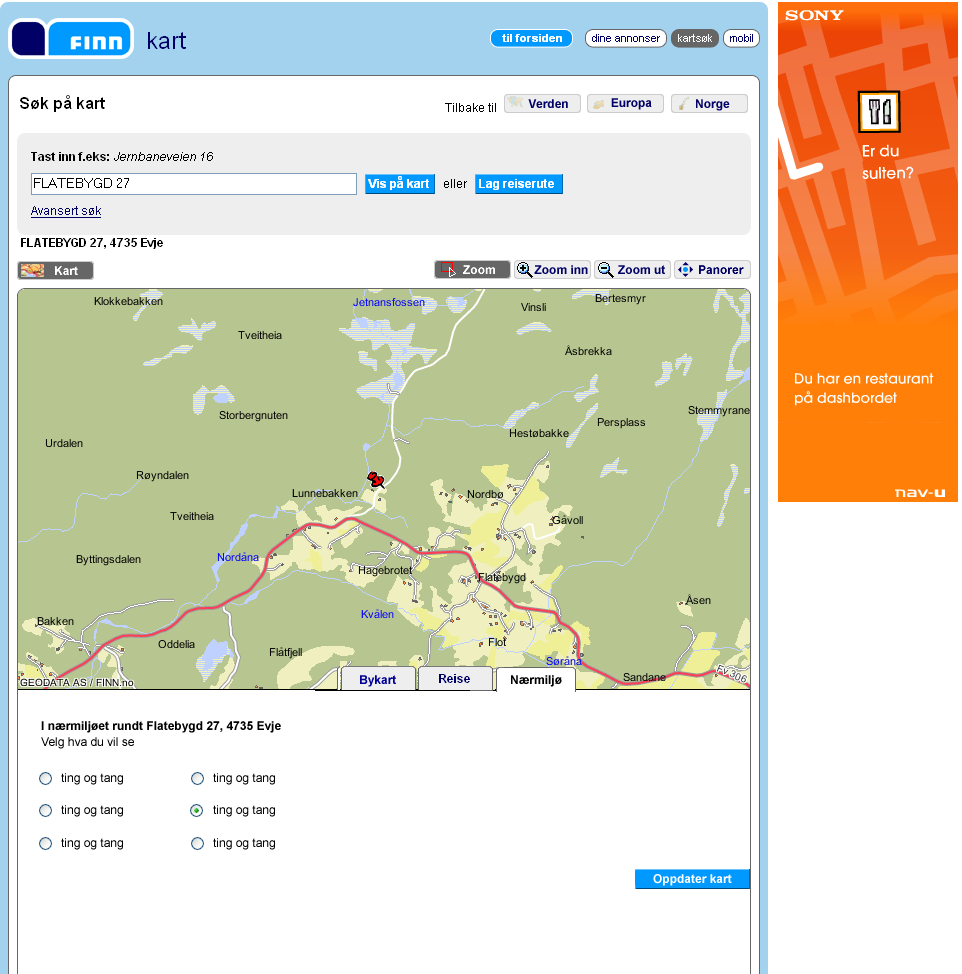 FINN kart
til forsiden dine annonser kartsøk mobil
SONY
Søk på kart
Tilbake til Verden Europa Norge
Er du
sulten?
Tast inn f.eks: Jernbaneveien 16
FLATEBYGD 27 Vis på kart eller Lag reiserute
Avansert søk
FLATEBYGD 27, 4735 Evje
Kart Zoom Zoom inn Zoom ut Panorer
Klokkebakken
Jetnansfossen
Vinsli
Bertesmyr
Tveitheia
Åsbrekka
Du har en restaurant
på dashbordet
Storbergnuten
Stemmyrane
Persplass
Hestøbakke
Urdalen
Røyndalen
Lunnebakken
Nordbø
nav-u
Tveitheia
Gavoll
Byttingsdalen
Nordåna
Hagebrotet
Flatebygd
Åsen
Bakken
Kvålen
Oddelia
Flåtfjell
Flot
Søråna
Sandane
Fv 306
GEODATA AS / FINN.no
Bykart Reise Nærmiljø
I nærmiljøet rundt Flatebygd 27, 4735 Evje
Velg hva du vil se
ting og tang ting og tang
ting og tang ting og tang
ting og tang ting og tang
Oppdater kart